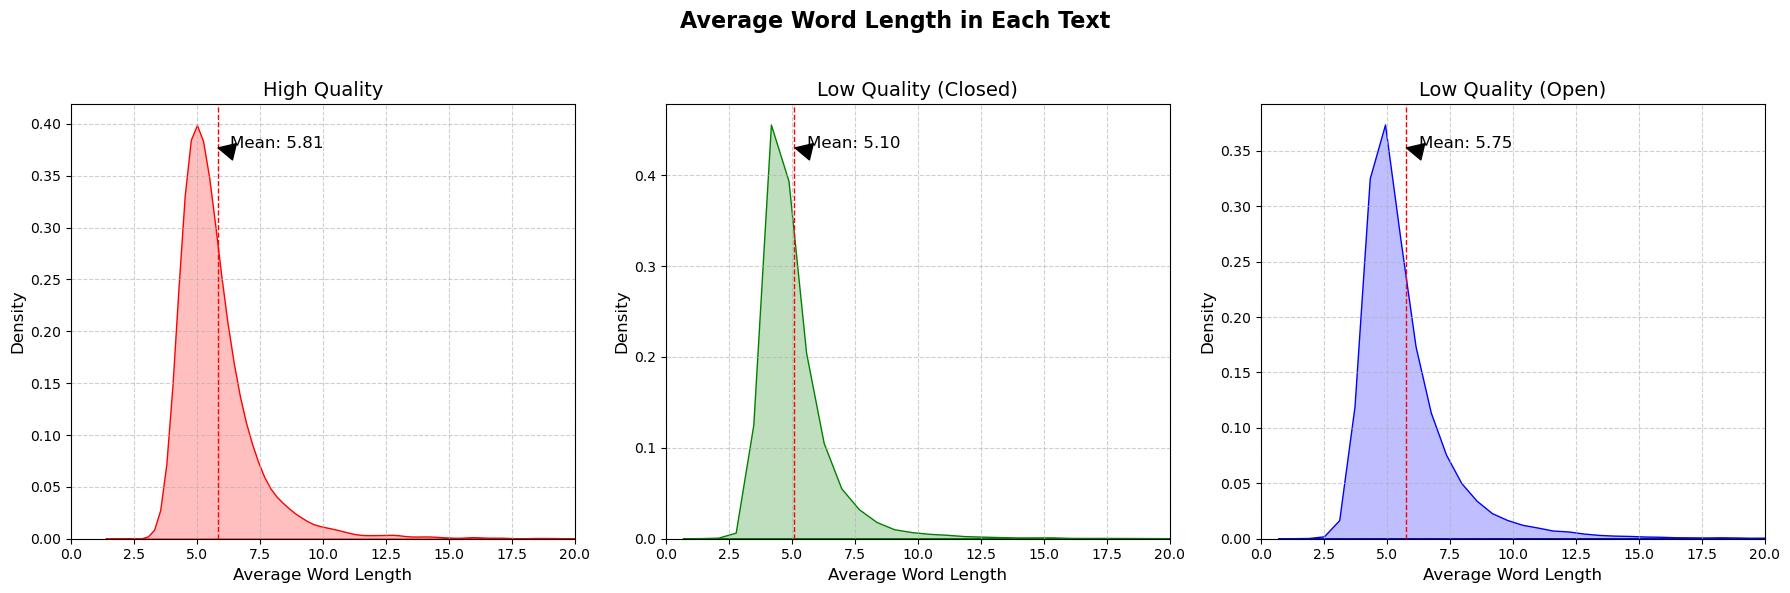 Average Word Length in Each Text
High Quality
Mean: 5.81
Density
0.40
0.35
0.30
0.25
0.20
0.15
0.10
0.05
0.00
0.0 2.5 5.0 7.5 10.0 12.5 15.0 17.5 20.0
Average Word Length
Low Quality (Closed)
Mean: 5.10
Density
0.4
0.3
0.2
0.1
0.0
0.0 2.5 5.0 7.5 10.0 12.5 15.0 17.5 20.0
Average Word Length
Low Quality (Open)
Mean: 5.75
Density
0.35
0.30
0.25
0.20
0.15
0.10
0.05
0.00
0.0 2.5 5.0 7.5 10.0 12.5 15.0 17.5 20.0
Average Word Length